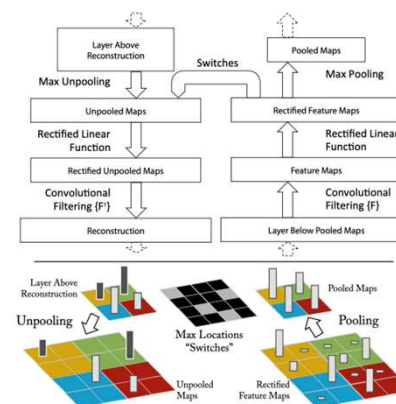 Layer Above
Reconstruction
Pooled Maps
Switches
Max Unpooling
Max Pooling
Unpooled Maps
Rectified Feature Maps
Rectified Linear
Function
Rectified Linear
Function
Rectified Unpooled Maps
Feature Maps
Convolutional
Filtering {Fᵀ}
Convolutional
Filtering {F}
Reconstruction
Layer Below Pooled Maps
Layer Above
Reconstruction
Pooled Maps
Unpooling
Max Locations
"Switches"
Pooling
Unpooled
Maps
Rectified
Feature Maps